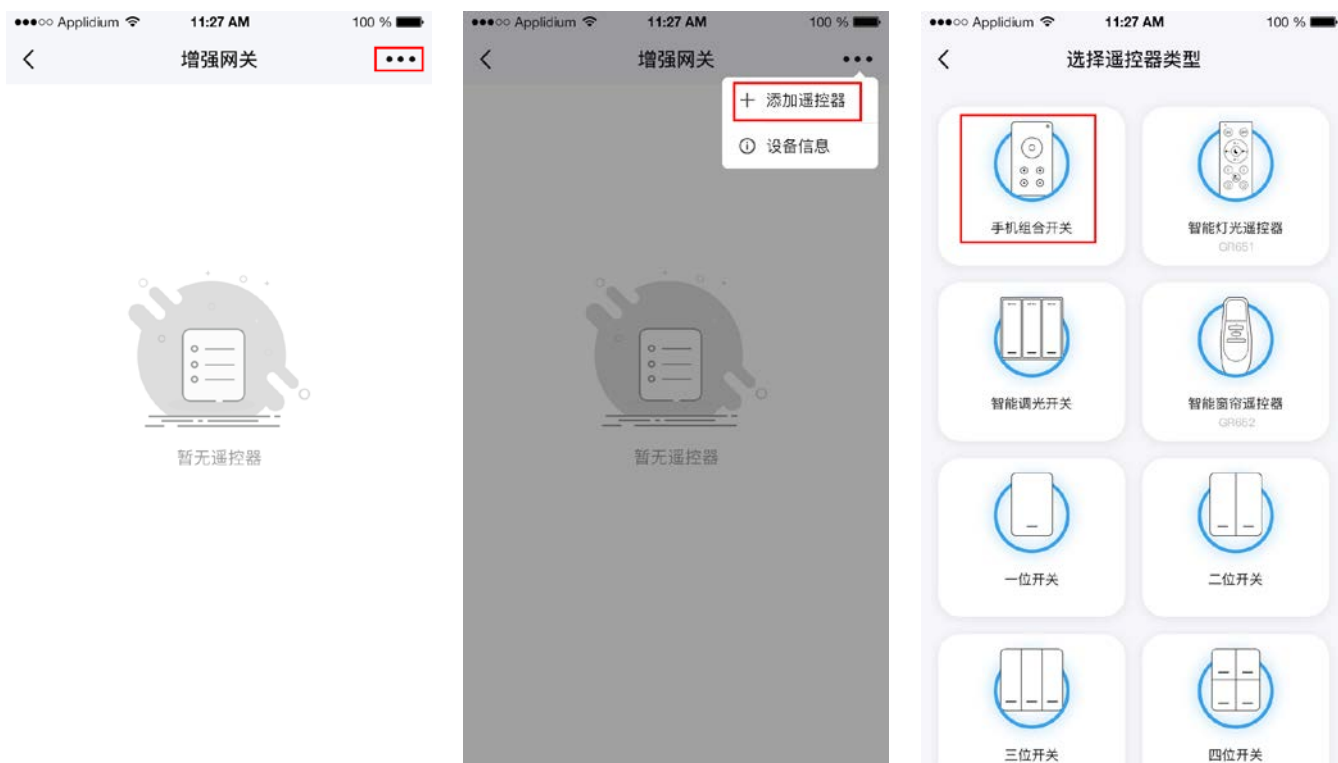 ●●●○○ Applidium 11:27 AM 100 %
增强网关
暂无遥控器
●●●○○ Applidium 11:27 AM 100 %
增强网关
添加遥控器
设备信息
暂无遥控器
●●●○○ Applidium 11:27 AM 100 %
选择遥控器类型
手机组合开关
智能灯光遥控器
GR651
智能调光开关
智能窗帘遥控器
GR652
一位开关
二位开关
三位开关
四位开关